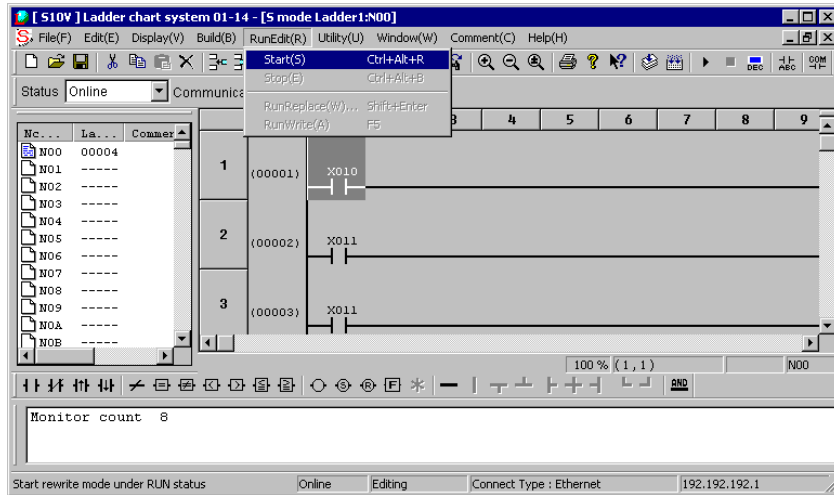 [ S10V ] Ladder chart system 01-14 - [S mode Ladder1:N00]
File(F) Edit(E) Display(V) Build(B) RunEdit(R) Utility(U) Window(W) Comment(C) Help(H)
Start(S) Ctrl+Alt+R
Stop(E) Ctrl+Alt+B
RunReplace(W)... Shift+Enter
RunWrite(A) F5
DEC ABC COM
Status Online Communica
3 4 5 6 7 8 9
Nc... La... Commer
N00 00004
N01 -----
N02 -----
N03 -----
N04 -----
N05 -----
N06 -----
N07 -----
N08 -----
N09 -----
N0A -----
N0B -----
1 (00001) X010
2 (00002) X011
3 (00003) X011
100 % ( 1 , 1 ) N00
S R F AND
Monitor count 8
Start rewrite mode under RUN status Online Editing Connect Type : Ethernet 192.192.192.1